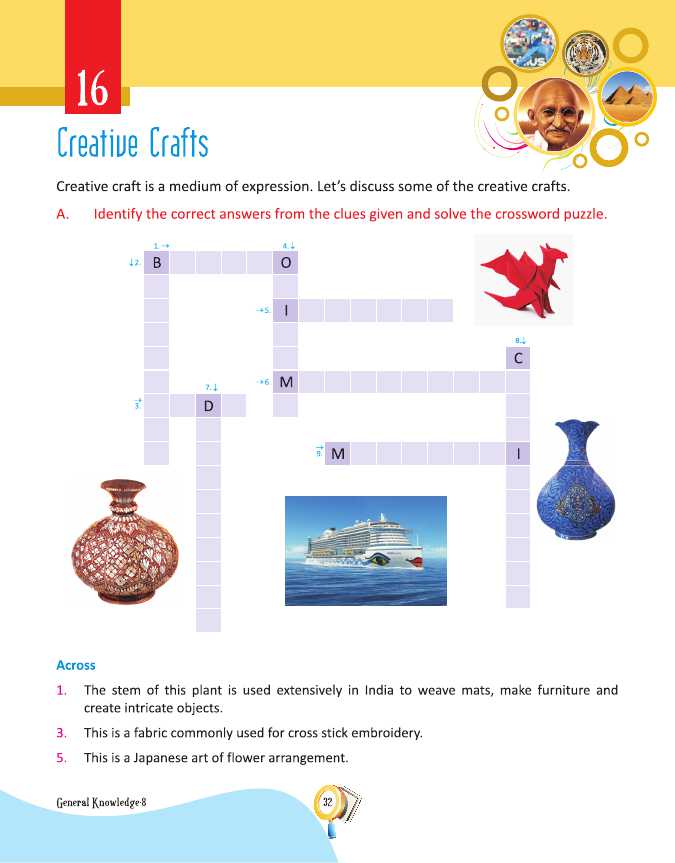 16
Creative Crafts
Creative craft is a medium of expression. Let's discuss some of the creative crafts.
A. Identify the correct answers from the clues given and solve the crossword puzzle.
1.→ 4.↓
↓2. B O
→5. I
8.↓
C
7.↓ →6. M
→3. D
→9. M I
Across
1. The stem of this plant is used extensively in India to weave mats, make furniture and
create intricate objects.
3. This is a fabric commonly used for cross stick embroidery.
5. This is a Japanese art of flower arrangement.
General Knowledge-8
32